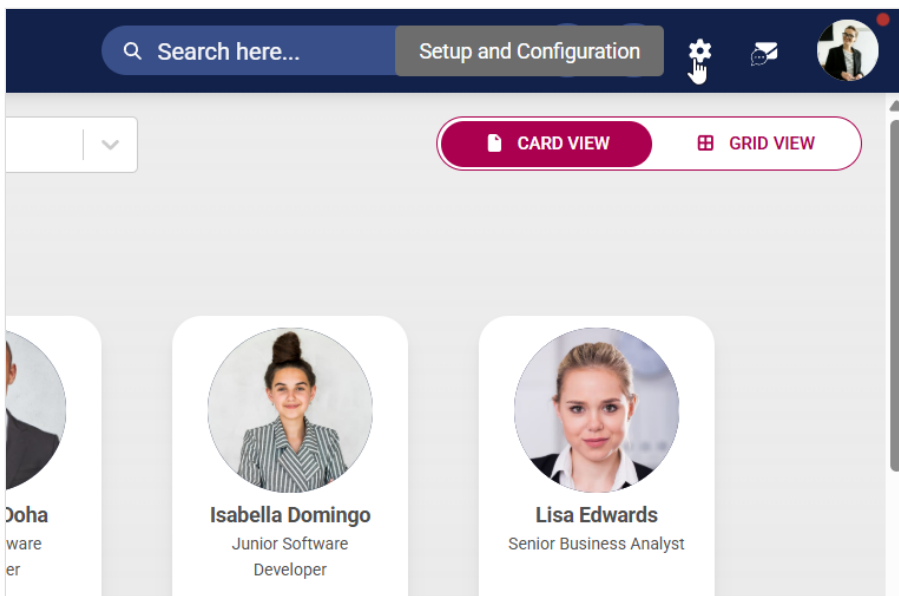 Search here...
Setup and Configuration
CARD VIEW
GRID VIEW
Doha
ware
er
Isabella Domingo
Junior Software
Developer
Lisa Edwards
Senior Business Analyst